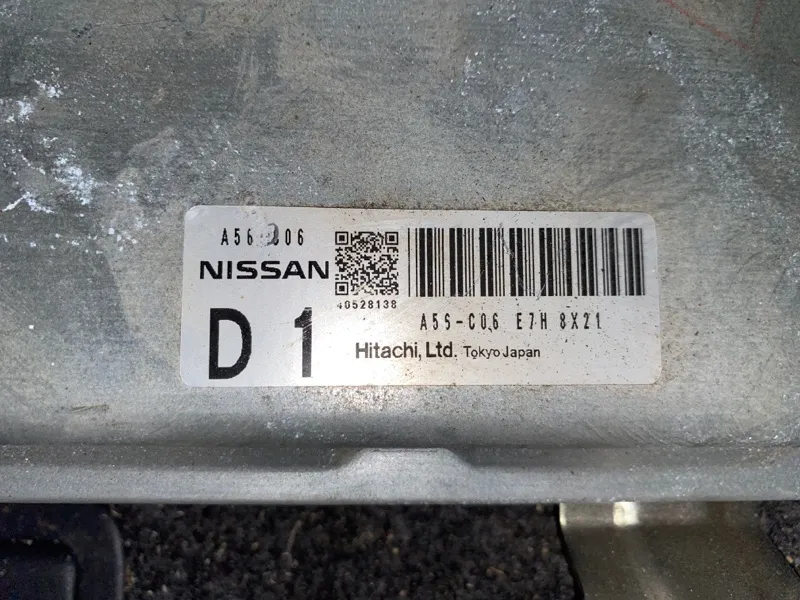 NISSAN
40528138
D 1
A56-C06 E7H 8X21
Hitachi, Ltd. Tokyo Japan